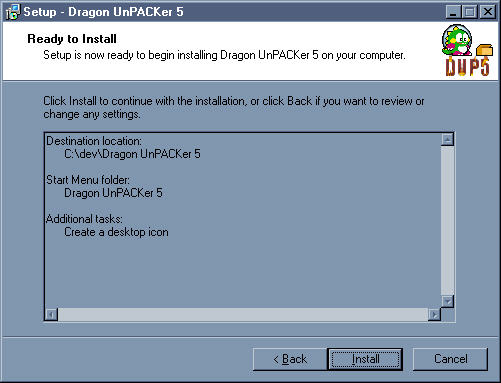 Setup - Dragon UnPACKer 5
Ready to Install
Setup is now ready to begin installing Dragon UnPACKer 5 on your computer.
DUP5
Click Install to continue with the installation, or click Back if you want to review or
change any settings.
Destination location:
C:\dev\Dragon UnPACKer 5
Start Menu folder:
Dragon UnPACKer 5
Additional tasks:
Create a desktop icon
< Back
Install
Cancel